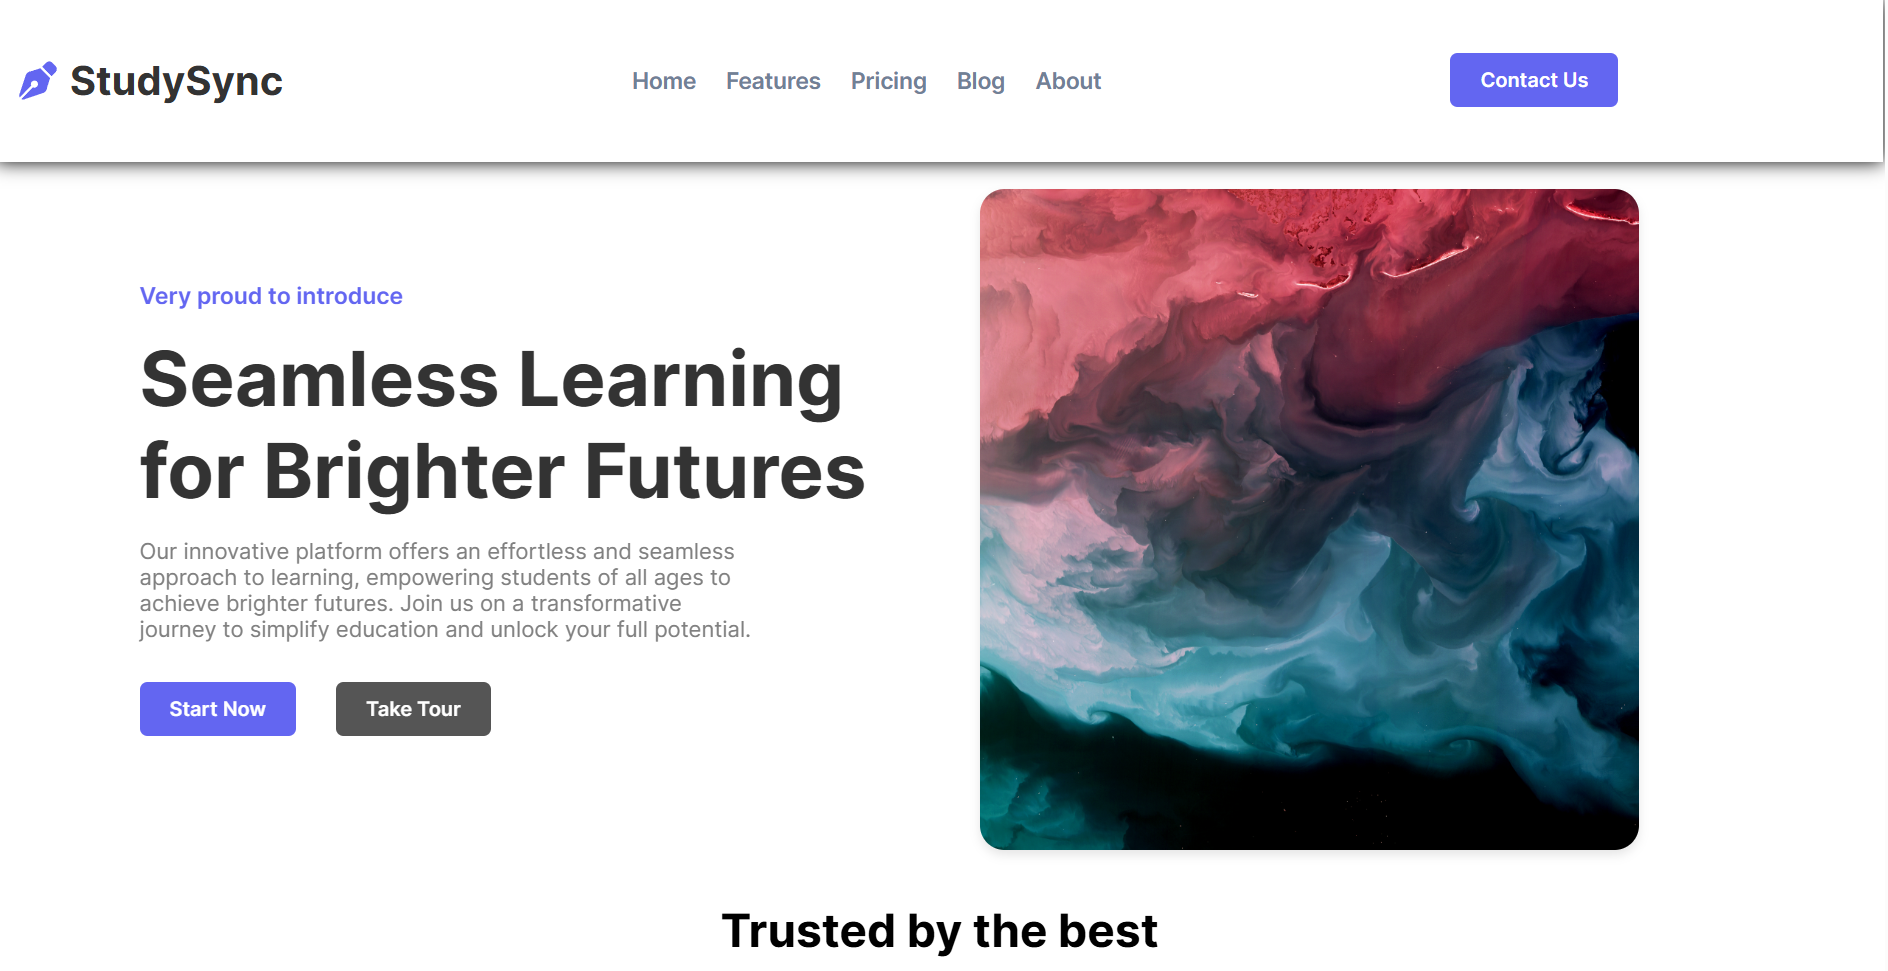 StudySync
Home Features Pricing Blog About
Contact Us
Very proud to introduce
Seamless Learning
for Brighter Futures
Our innovative platform offers an effortless and seamless
approach to learning, empowering students of all ages to
achieve brighter futures. Join us on a transformative
journey to simplify education and unlock your full potential.
Start Now
Take Tour
Trusted by the best